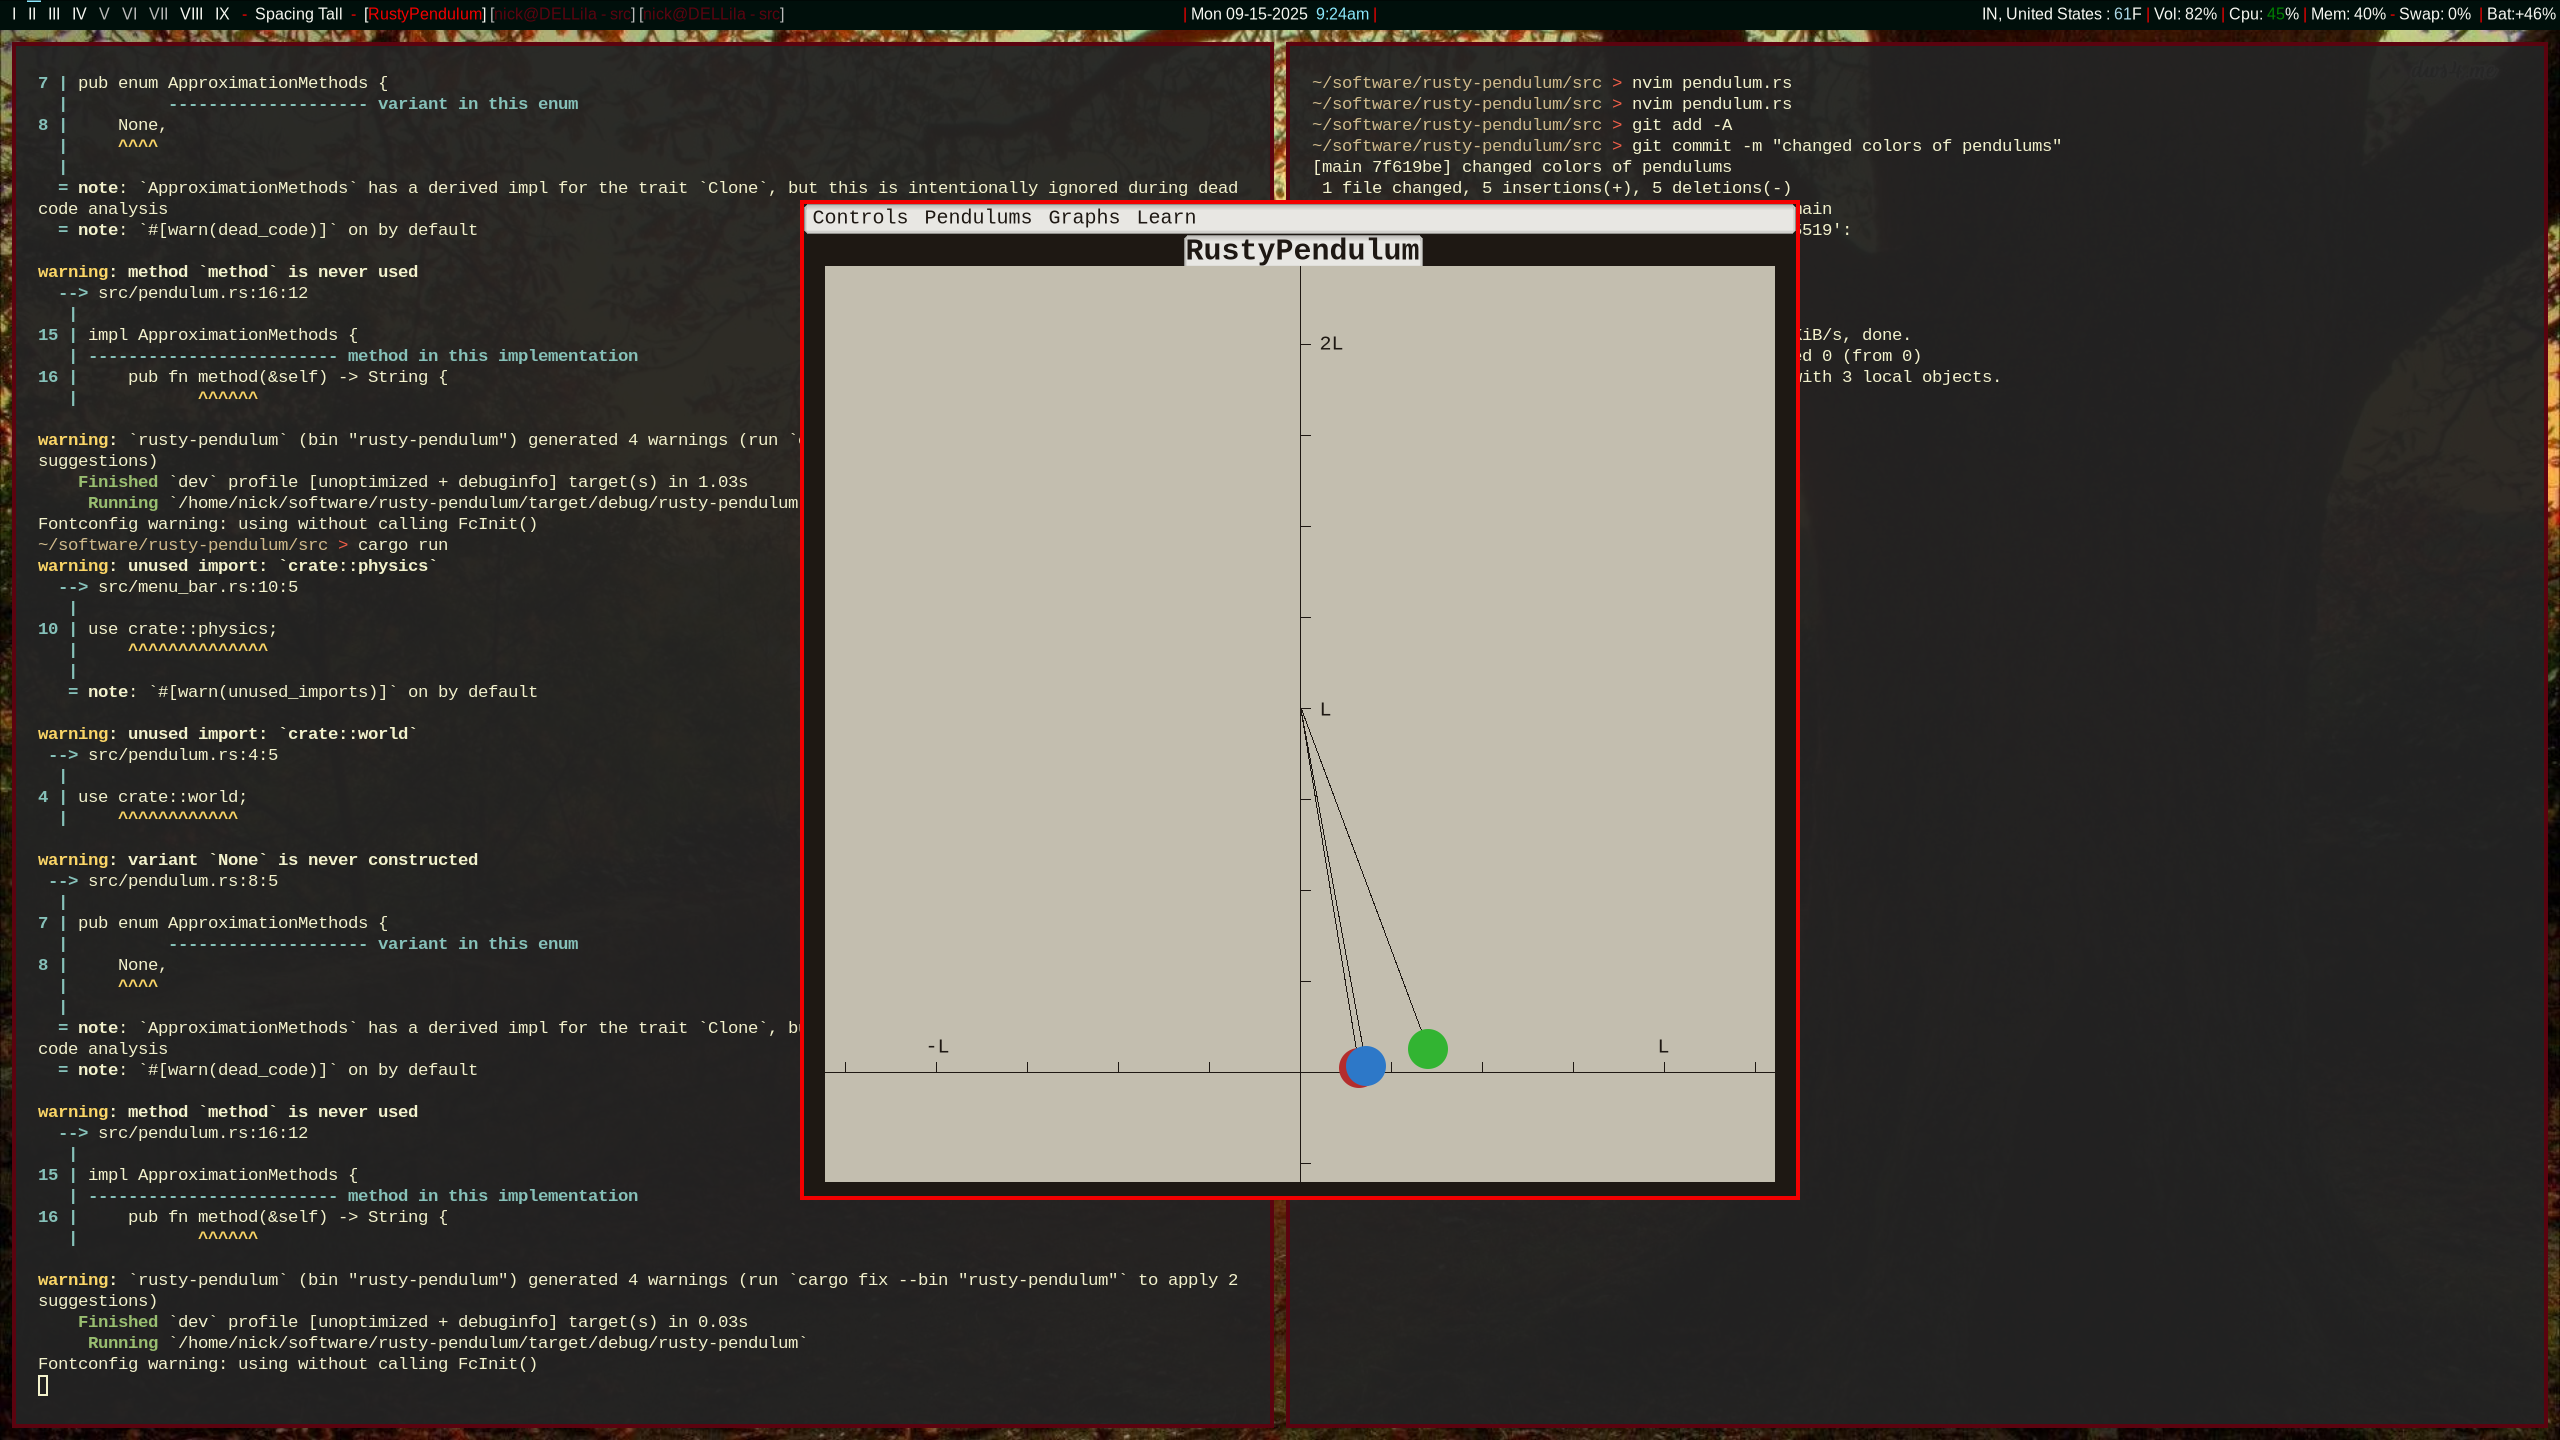 I II III IV V VI VII VIII IX - Spacing Tall - [RustyPendulum] [nick@DELLila - src] [nick@DELLila - src]
| Mon 09-15-2025 9:24am |
IN, United States : 61F | Vol: 82% | Cpu: 45% | Mem: 40% - Swap: 0% | Bat:+46%
7 | pub enum ApproximationMethods {
| -------------------- variant in this enum
8 | None,
| ^^^^
|
= note: `ApproximationMethods` has a derived impl for the trait `Clone`, but this is intentionally ignored during dead
code analysis
= note: `#[warn(dead_code)]` on by default
warning: method `method` is never used
--> src/pendulum.rs:16:12
|
15 | impl ApproximationMethods {
| ------------------------- method in this implementation
16 | pub fn method(&self) -> String {
| ^^^^^^
warning: `rusty-pendulum` (bin "rusty-pendulum") generated 4 warnings (run `
suggestions)
Finished `dev` profile [unoptimized + debuginfo] target(s) in 1.03s
Running `/home/nick/software/rusty-pendulum/target/debug/rusty-pendulum
Fontconfig warning: using without calling FcInit()
~/software/rusty-pendulum/src > cargo run
warning: unused import: `crate::physics`
--> src/menu_bar.rs:10:5
|
10 | use crate::physics;
| ^^^^^^^^^^^^^^
|
= note: `#[warn(unused_imports)]` on by default
warning: unused import: `crate::world`
--> src/pendulum.rs:4:5
|
4 | use crate::world;
| ^^^^^^^^^^^^
warning: variant `None` is never constructed
--> src/pendulum.rs:8:5
|
7 | pub enum ApproximationMethods {
| -------------------- variant in this enum
8 | None,
| ^^^^
|
= note: `ApproximationMethods` has a derived impl for the trait `Clone`, b
code analysis
= note: `#[warn(dead_code)]` on by default
warning: method `method` is never used
--> src/pendulum.rs:16:12
|
15 | impl ApproximationMethods {
| ------------------------- method in this implementation
16 | pub fn method(&self) -> String {
| ^^^^^^
warning: `rusty-pendulum` (bin "rusty-pendulum") generated 4 warnings (run `cargo fix --bin "rusty-pendulum"` to apply 2
suggestions)
Finished `dev` profile [unoptimized + debuginfo] target(s) in 0.03s
Running `/home/nick/software/rusty-pendulum/target/debug/rusty-pendulum`
Fontconfig warning: using without calling FcInit()
~/software/rusty-pendulum/src > nvim pendulum.rs
~/software/rusty-pendulum/src > nvim pendulum.rs
~/software/rusty-pendulum/src > git add -A
~/software/rusty-pendulum/src > git commit -m "changed colors of pendulums"
[main 7f619be] changed colors of pendulums
1 file changed, 5 insertions(+), 5 deletions(-)
main
519':
KiB/s, done.
ed 0 (from 0)
with 3 local objects.
Controls Pendulums Graphs Learn
RustyPendulum
2L
L
-L
L